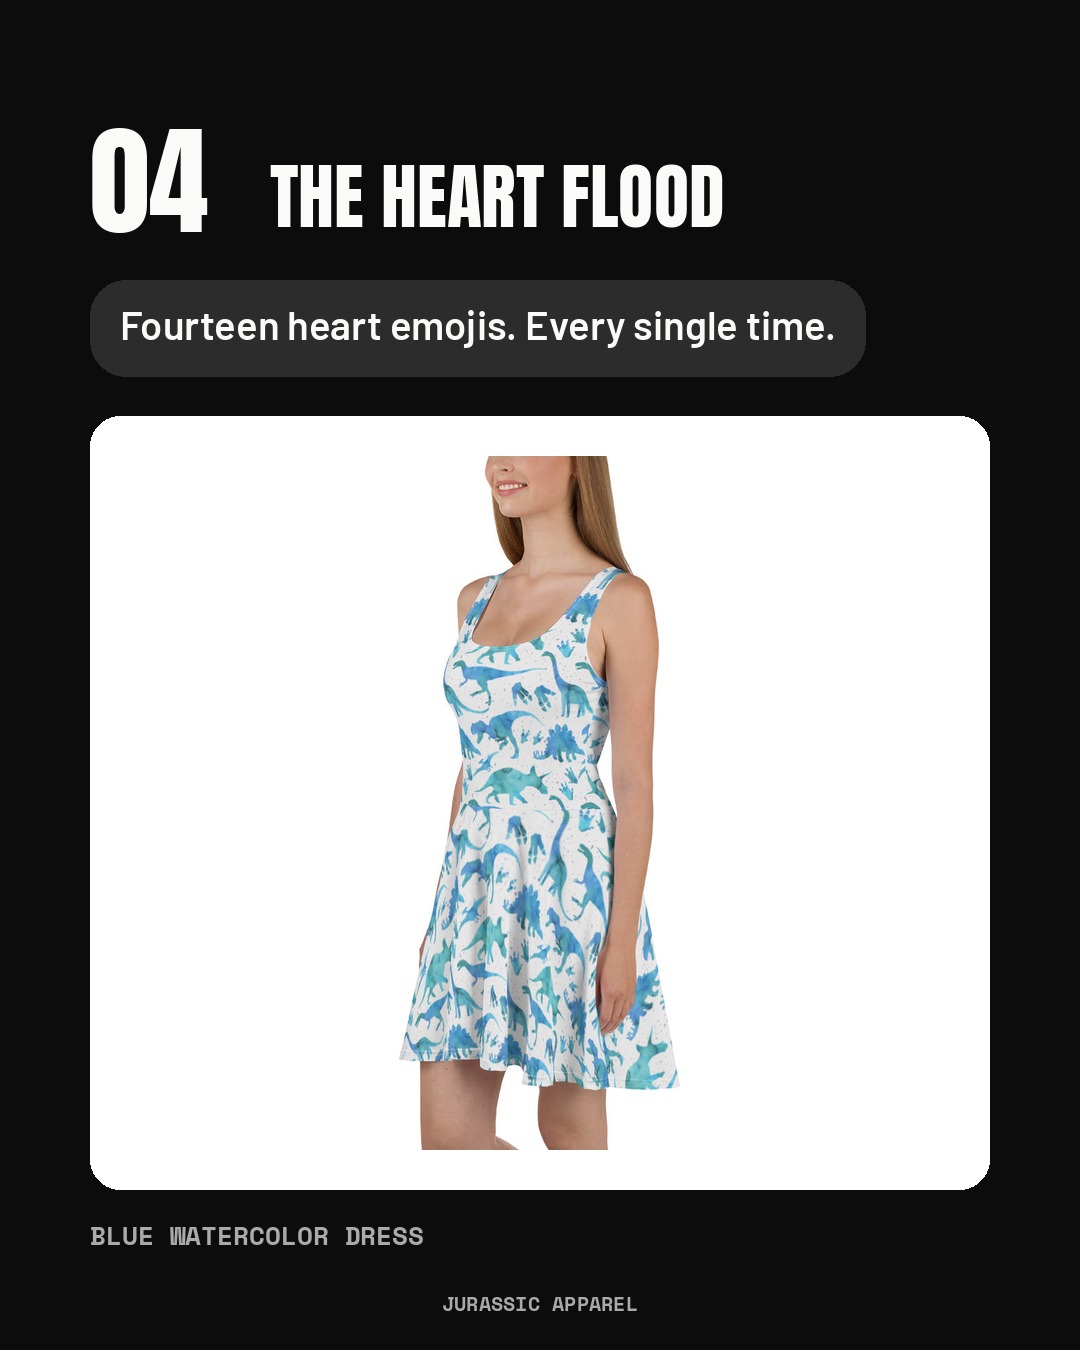 04 THE HEART FLOOD
Fourteen heart emojis. Every single time.
BLUE WATERCOLOR DRESS
JURASSIC APPAREL